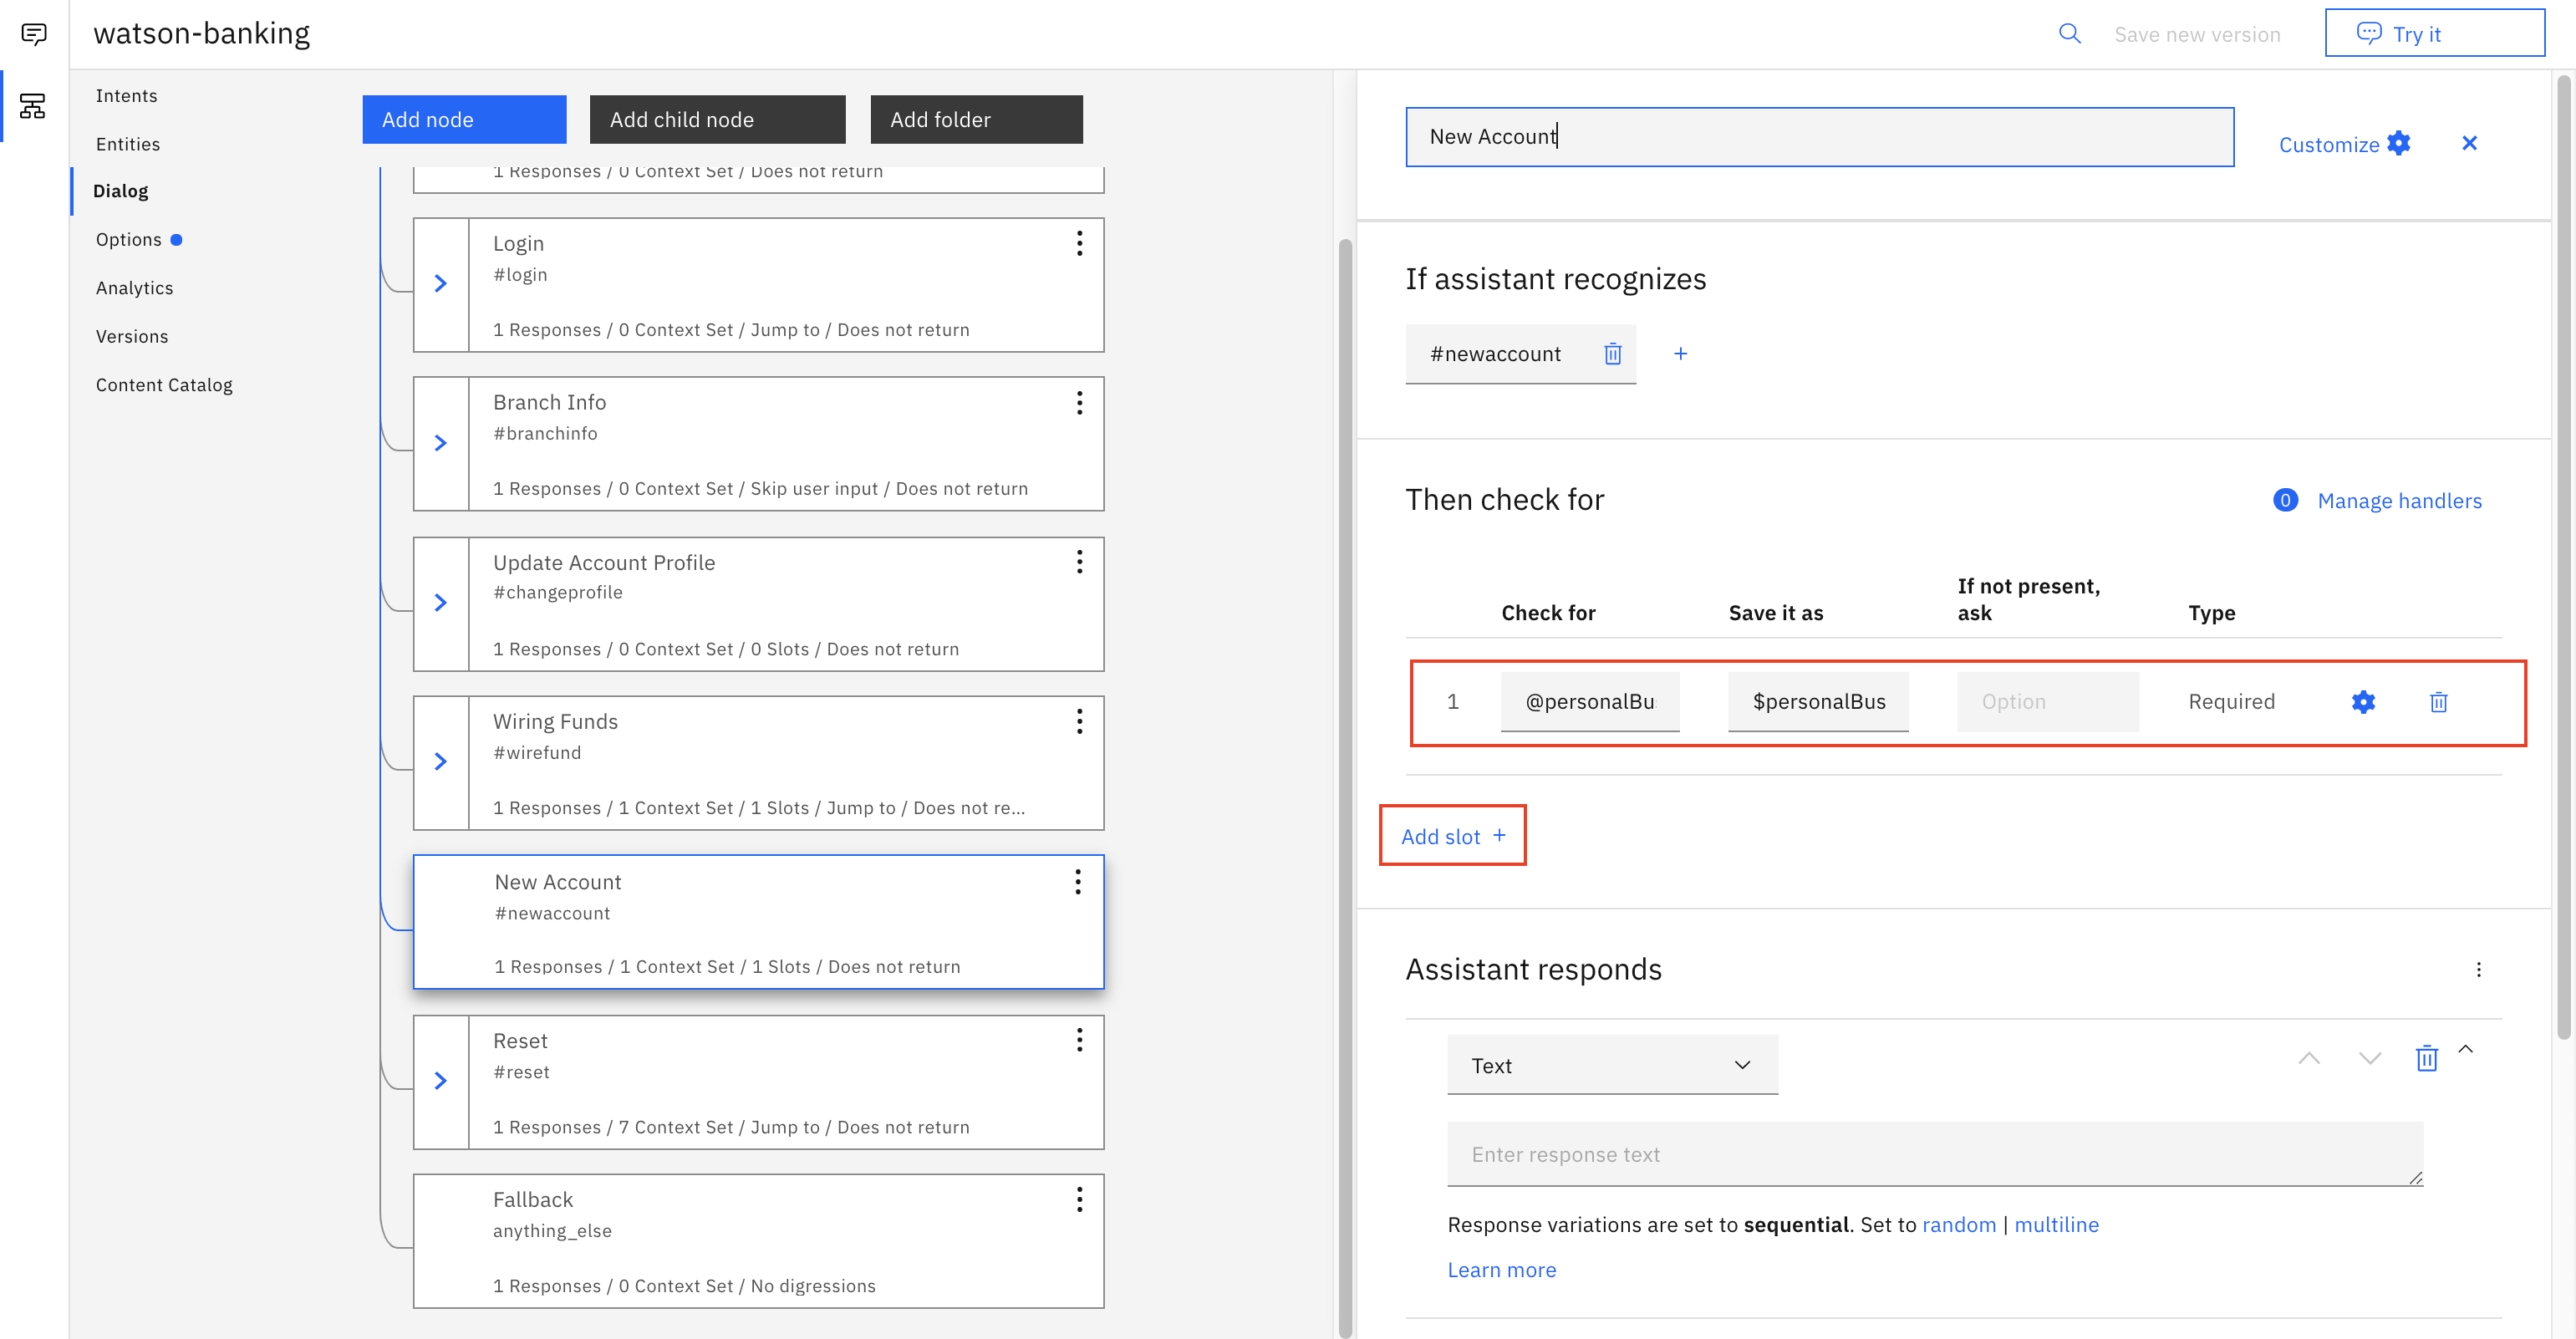 watson-banking
Save new version
Try it
Intents
Entities
Dialog
Options
Analytics
Versions
Content Catalog
Add node
Add child node
Add folder
1 Responses / 0 Context Set / Does not return
Login
#login
1 Responses / 0 Context Set / Jump to / Does not return
Branch Info
#branchinfo
1 Responses / 0 Context Set / Skip user input / Does not return
Update Account Profile
#changeprofile
1 Responses / 0 Context Set / 0 Slots / Does not return
Wiring Funds
#wirefund
1 Responses / 1 Context Set / 1 Slots / Jump to / Does not re...
New Account
#newaccount
1 Responses / 1 Context Set / 1 Slots / Does not return
Reset
#reset
1 Responses / 7 Context Set / Jump to / Does not return
Fallback
anything_else
1 Responses / 0 Context Set / No digressions
New Account
Customize
If assistant recognizes
#newaccount
+
Then check for
0 Manage handlers
Check for
Save it as
If not present,
ask
Type
1 @personalBu $personalBus Option Required
Add slot +
Assistant responds
Text
Enter response text
Response variations are set to sequential. Set to random | multiline
Learn more